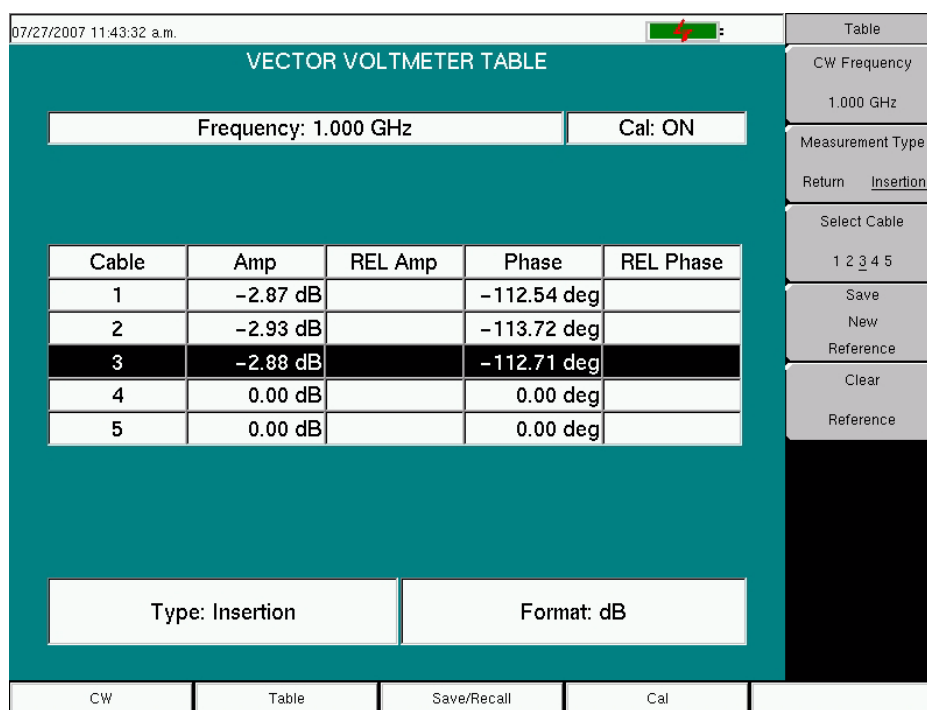 07/27/2007 11:43:32 a.m.
VECTOR VOLTMETER TABLE
Frequency: 1.000 GHz Cal: ON
Cable Amp REL Amp Phase REL Phase
1 −2.87 dB −112.54 deg
2 −2.93 dB −113.72 deg
3 −2.88 dB −112.71 deg
4 0.00 dB 0.00 deg
5 0.00 dB 0.00 deg
Type: Insertion Format: dB
Table
CW Frequency
1.000 GHz
Measurement Type
Return Insertion
Select Cable
1 2 3 4 5
Save
New
Reference
Clear
Reference
CW Table Save/Recall Cal